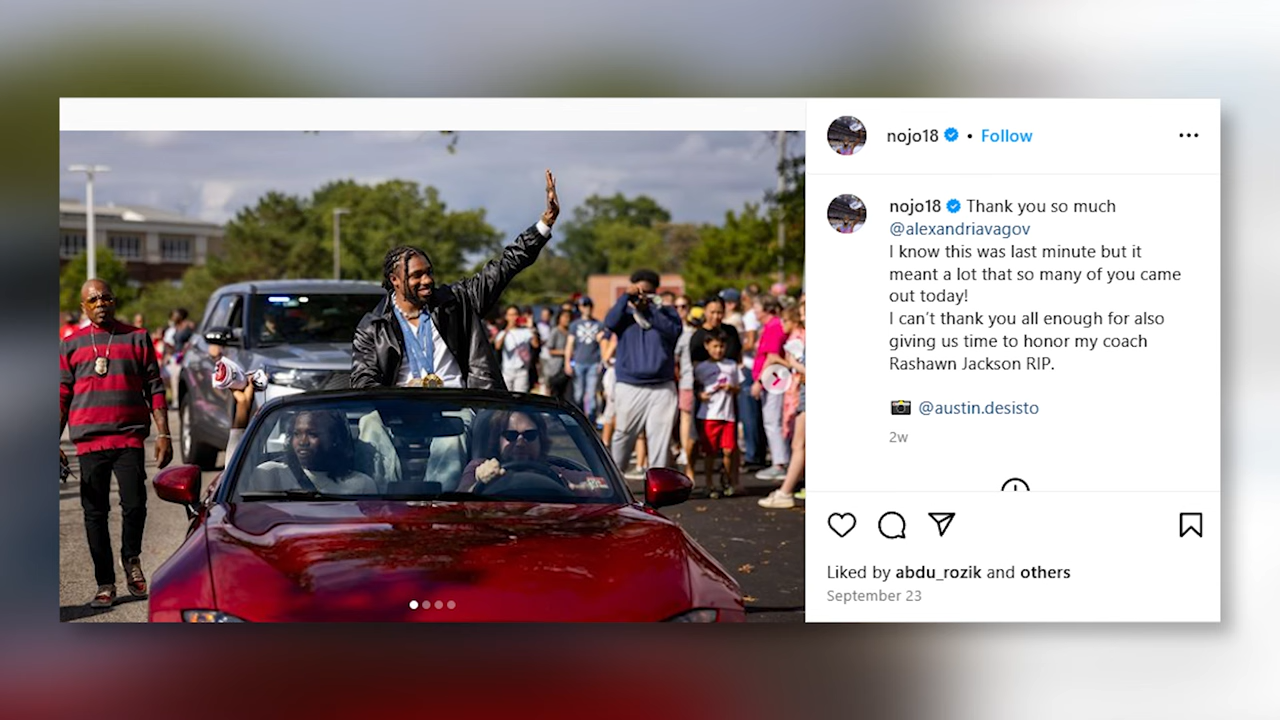 nojo18 • Follow
nojo18 Thank you so much
@alexandriavagov
I know this was last minute but it
meant a lot that so many of you came
out today!
I can't thank you all enough for also
giving us time to honor my coach
Rashawn Jackson RIP.
@austin.desisto
2w
Liked by abdu_rozik and others
September 23